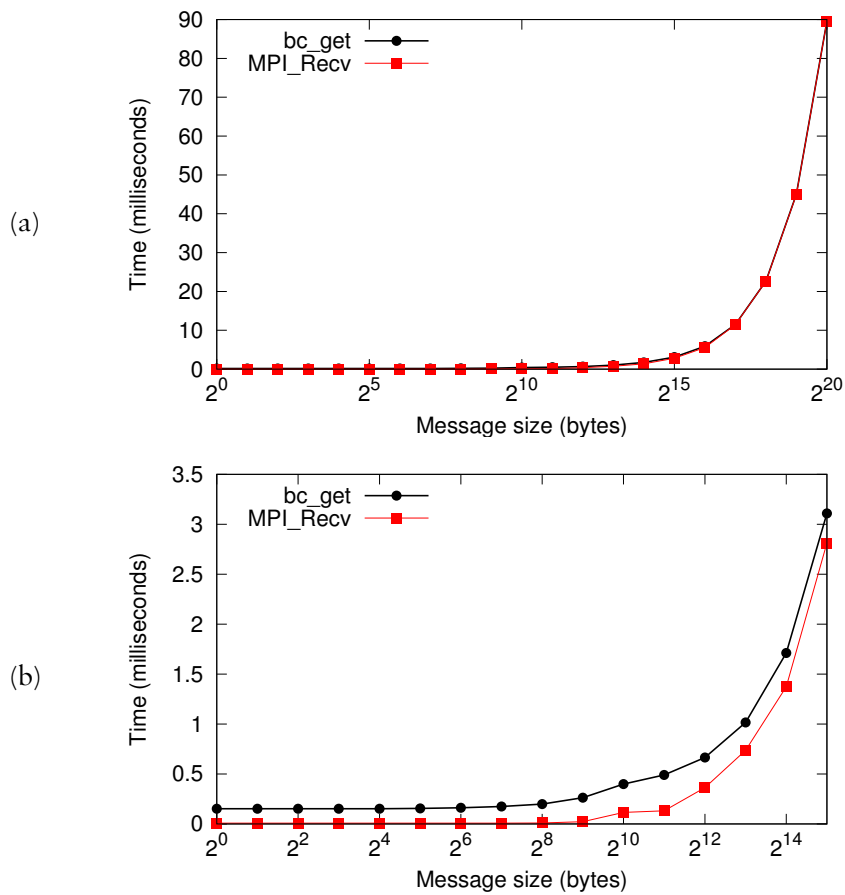 (a)
Time (milliseconds)
90
80
70
60
50
40
30
20
10
0
bc_get
MPI_Recv
2^0 2^5 2^10 2^15 2^20
Message size (bytes)
(b)
Time (milliseconds)
3.5
3
2.5
2
1.5
1
0.5
0
bc_get
MPI_Recv
2^0 2^2 2^4 2^6 2^8 2^10 2^12 2^14
Message size (bytes)